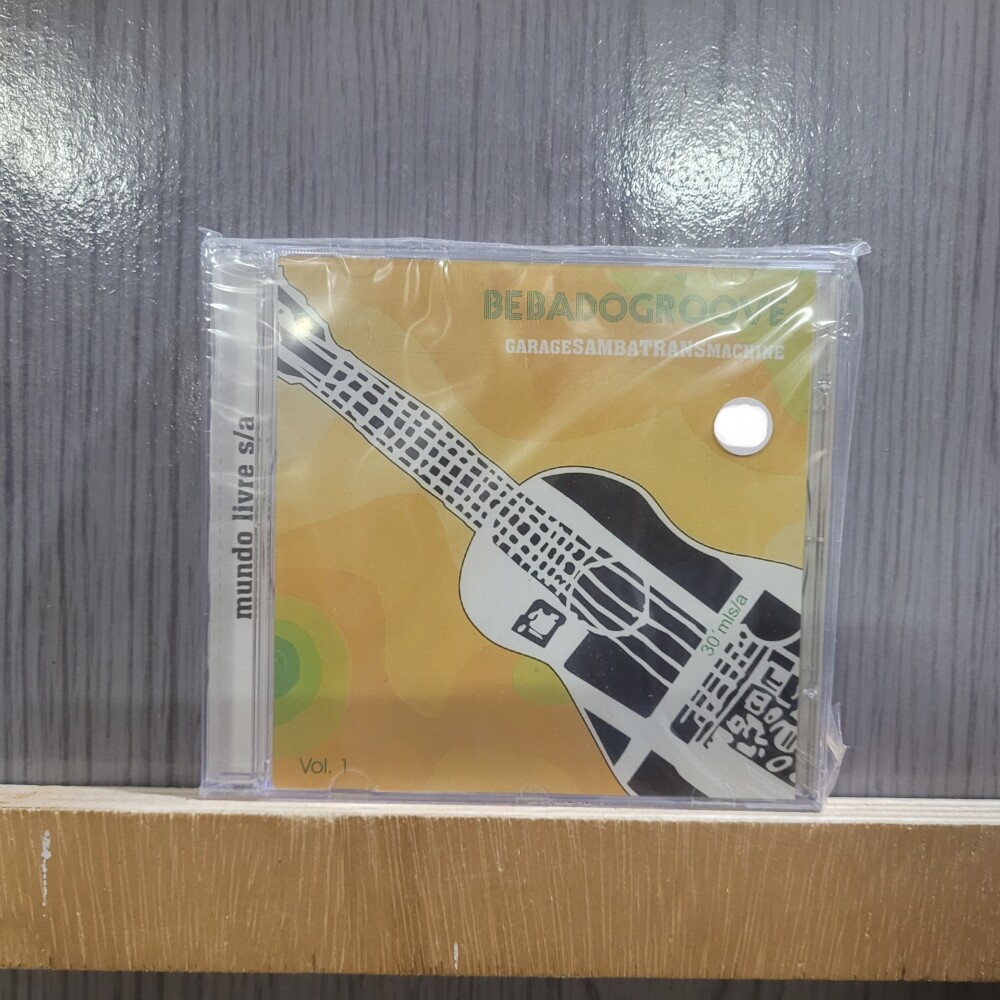 BEBADOGROOVE
GARAGESAMBATRANSMACHINE
mundo livre s/a
30'mls/a
Vol. 1